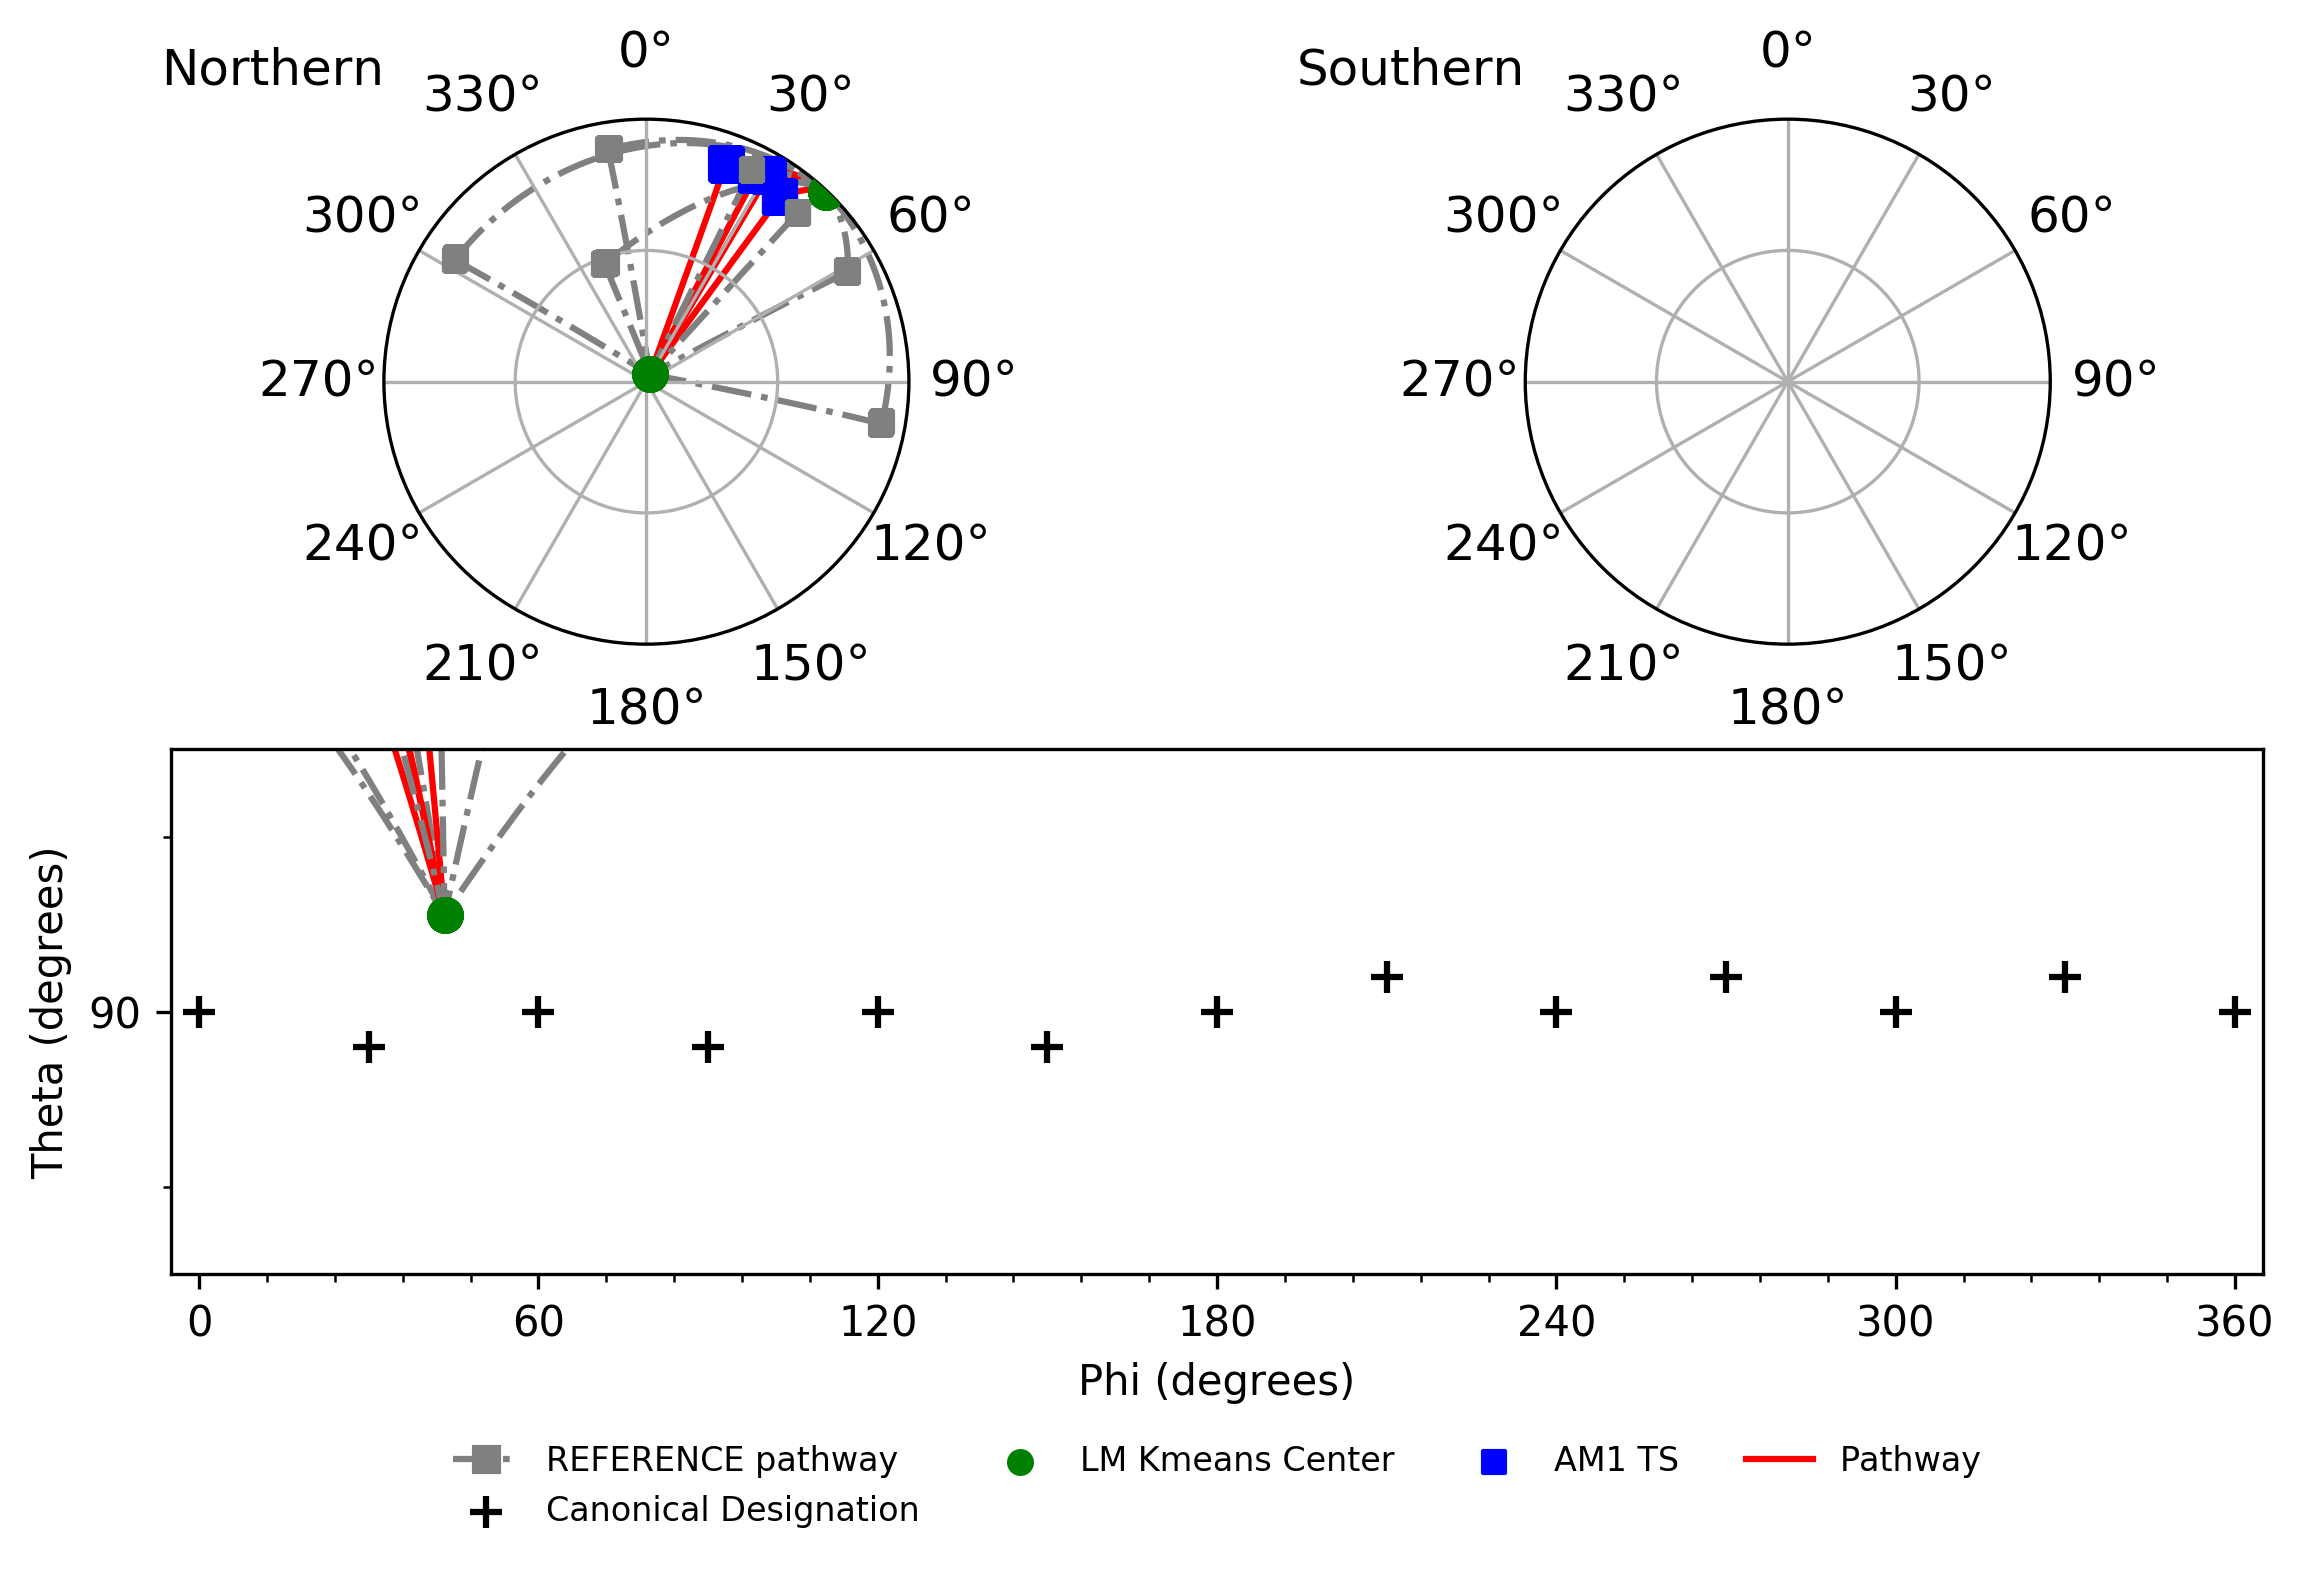 Northern
0°
330°
30°
300°
60°
270°
90°
240°
120°
210°
150°
180°
Southern
0°
330°
30°
300°
60°
270°
90°
240°
120°
210°
150°
180°
Theta (degrees)
90
0 60 120 180 240 300 360
Phi (degrees)
REFERENCE pathway
Canonical Designation
LM Kmeans Center
AM1 TS
Pathway